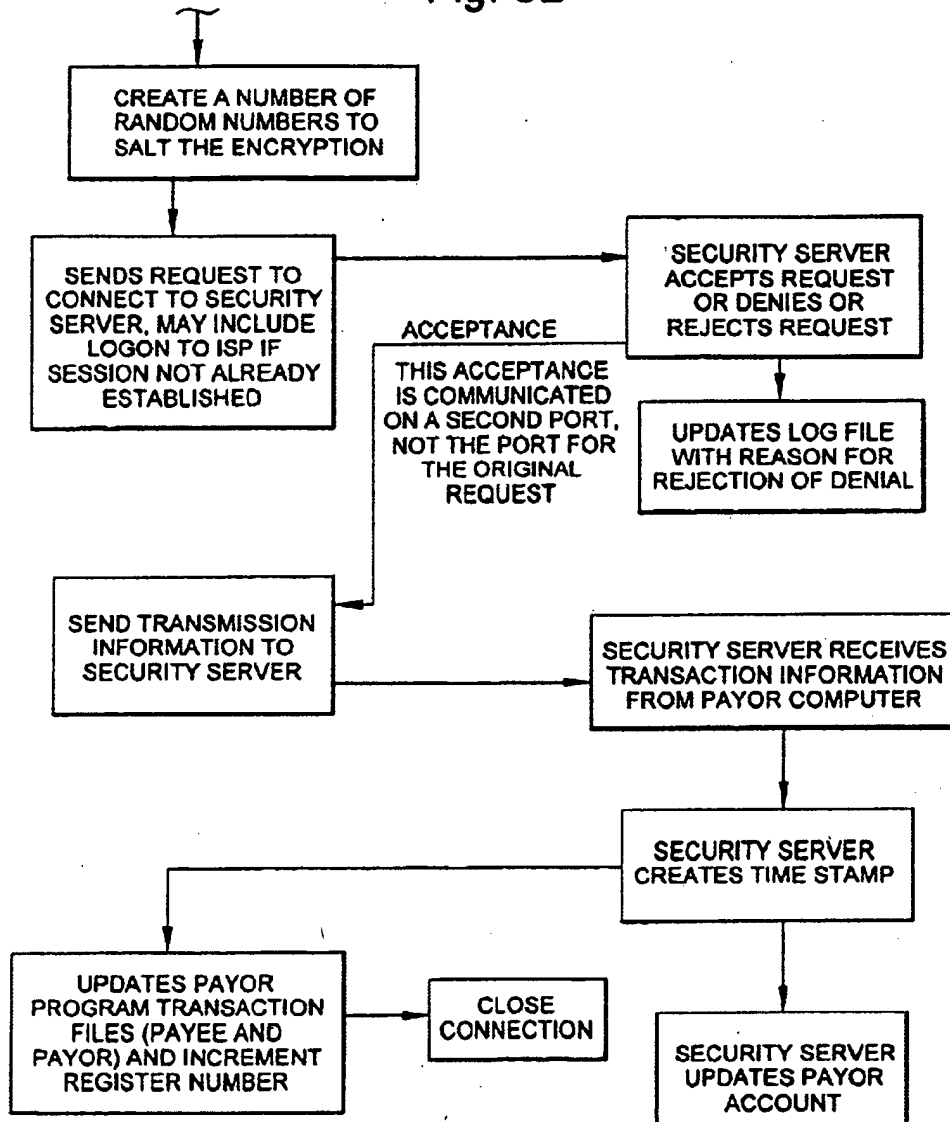 CREATE A NUMBER OF
RANDOM NUMBERS TO
SALT THE ENCRYPTION
SENDS REQUEST TO
CONNECT TO SECURITY
SERVER, MAY INCLUDE
LOGON TO ISP IF
SESSION NOT ALREADY
ESTABLISHED
SECURITY SERVER
ACCEPTS REQUEST
OR DENIES OR
REJECTS REQUEST
ACCEPTANCE
THIS ACCEPTANCE
IS COMMUNICATED
ON A SECOND PORT,
NOT THE PORT FOR
THE ORIGINAL
REQUEST
UPDATES LOG FILE
WITH REASON FOR
REJECTION OF DENIAL
SEND TRANSMISSION
INFORMATION TO
SECURITY SERVER
SECURITY SERVER RECEIVES
TRANSACTION INFORMATION
FROM PAYOR COMPUTER
SECURITY SERVER
CREATES TIME STAMP
UPDATES PAYOR
PROGRAM TRANSACTION
FILES (PAYEE AND
PAYOR) AND INCREMENT
REGISTER NUMBER
CLOSE
CONNECTION
SECURITY SERVER
UPDATES PAYOR
ACCOUNT